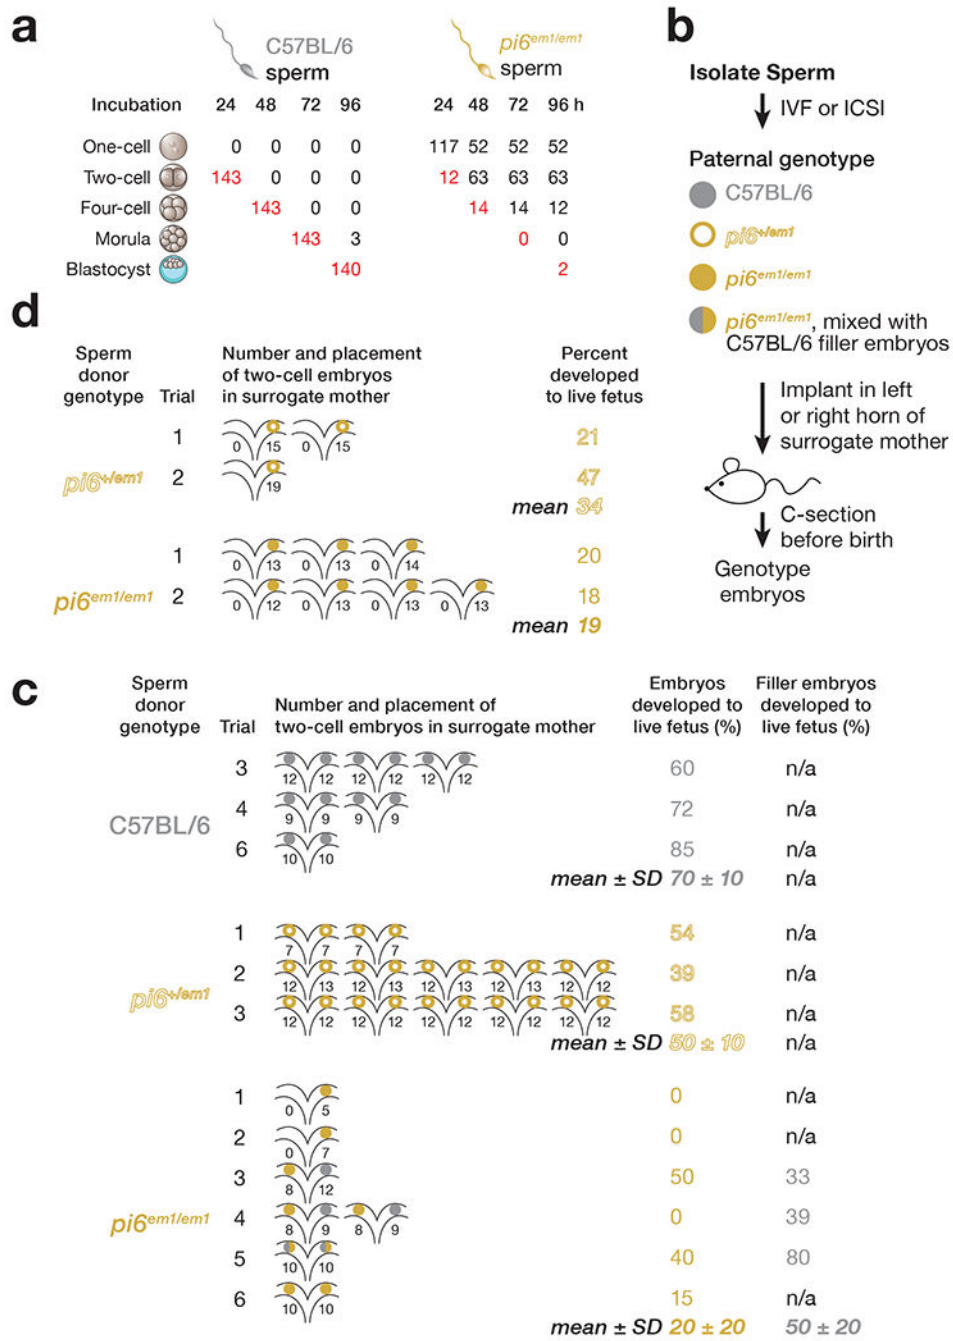 a
C57BL/6
sperm
pi6em1/em1
sperm
Incubation 24 48 72 96 24 48 72 96 h
One-cell 0 0 0 0 117 52 52 52
Two-cell 143 0 0 0 12 63 63 63
Four-cell 143 0 0 14 14 12
Morula 143 3 0 0
Blastocyst 140 2
b
Isolate Sperm
IVF or ICSI
Paternal genotype
C57BL/6
pi6+/em1
pi6em1/em1
pi6em1/em1, mixed with
C57BL/6 filler embryos
Implant in left
or right horn of
surrogate mother
C-section
before birth
Genotype
embryos
d
Sperm
donor
genotype
Trial
Number and placement
of two-cell embryos
in surrogate mother
Percent
developed
to live fetus
pi6+/em1
1 0 15 0 15 21
2 19 47
mean 34
pi6em1/em1
1 0 13 0 13 0 14 20
2 0 12 0 13 0 13 0 13 18
mean 19
c
Sperm
donor
genotype
Trial
Number and placement of
two-cell embryos in surrogate mother
Embryos
developed to
live fetus (%)
Filler embryos
developed to
live fetus (%)
C57BL/6
3 12 12 12 12 12 12 60 n/a
4 9 9 9 9 72 n/a
6 10 10 85 n/a
mean ± SD 70 ± 10 n/a
pi6+/em1
1 7 7 7 7 54 n/a
2 12 13 12 13 12 13 12 13 12 12 39 n/a
3 12 12 12 12 12 12 12 12 12 12 58 n/a
mean ± SD 50 ± 10 n/a
pi6em1/em1
1 0 5 0 n/a
2 0 7 0 n/a
3 8 12 50 33
4 8 9 8 9 0 39
5 10 10 40 80
6 10 10 15 n/a
mean ± SD 20 ± 20 50 ± 20